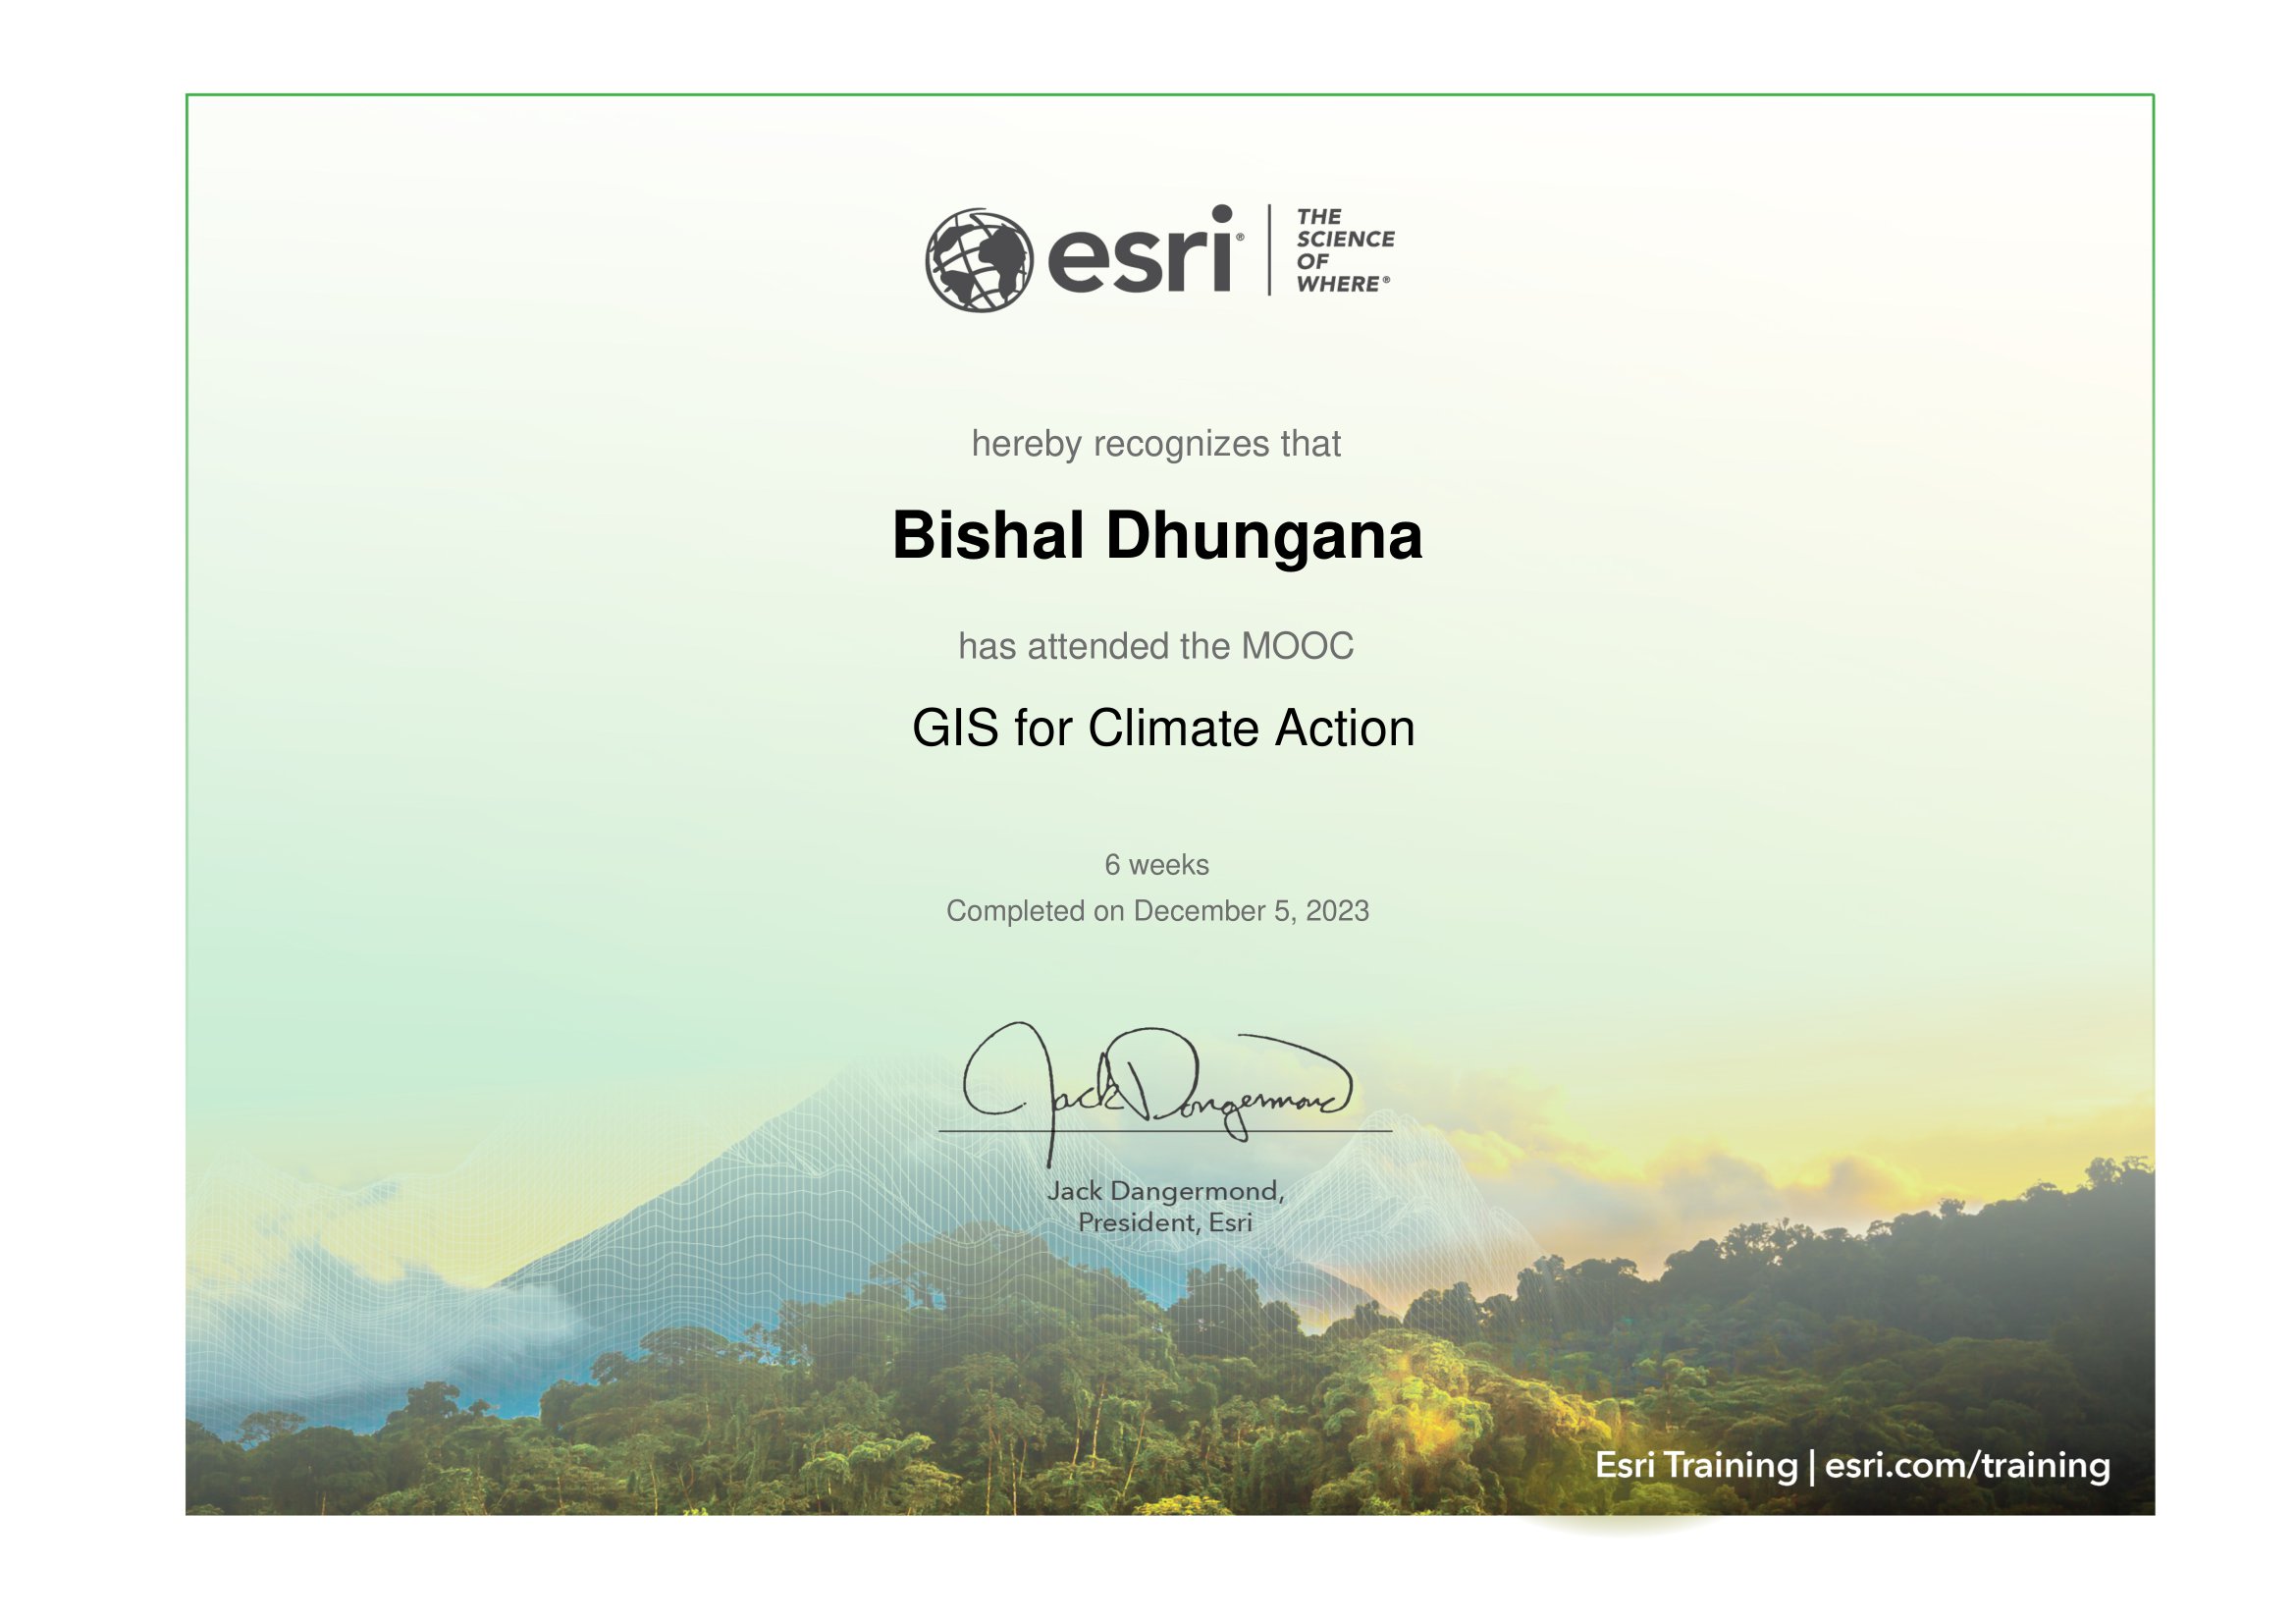 esri®
THE
SCIENCE
OF
WHERE®
hereby recognizes that
Bishal Dhungana
has attended the MOOC
GIS for Climate Action
6 weeks
Completed on December 5, 2023
Jack Dangermond
Jack Dangermond,
President, Esri
Esri Training | esri.com/training